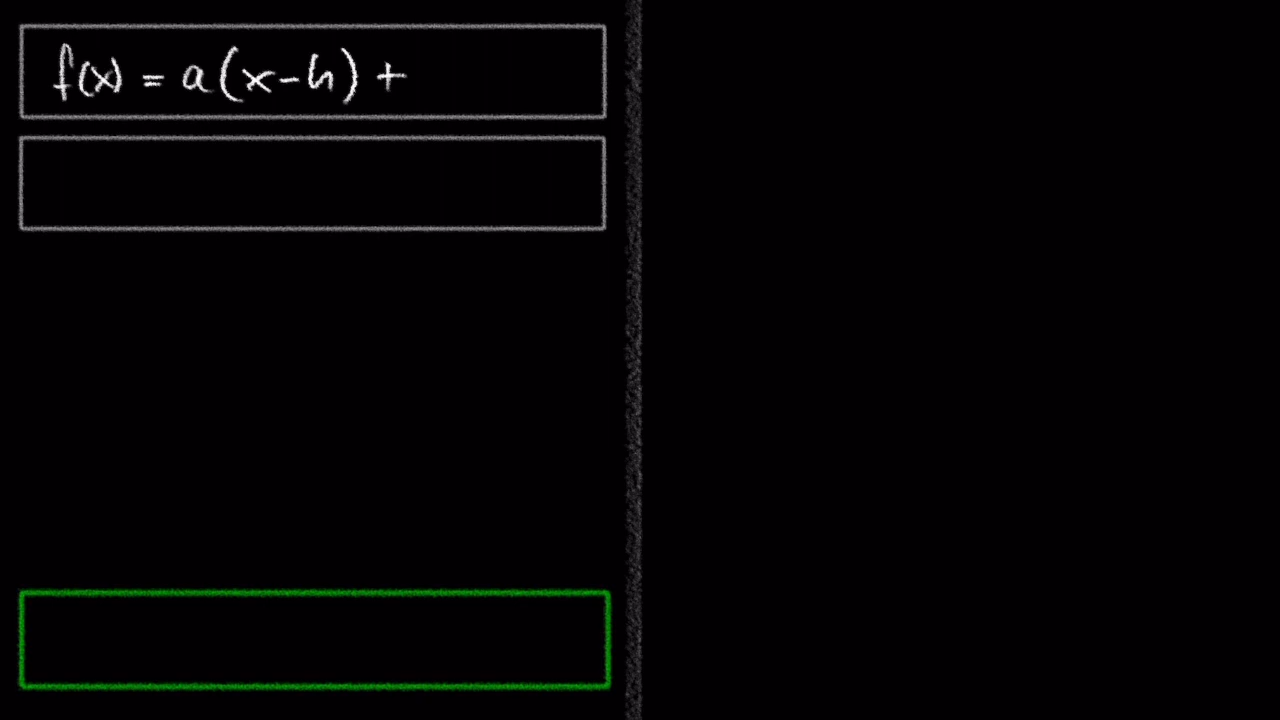 f(x) = a(x-h) +